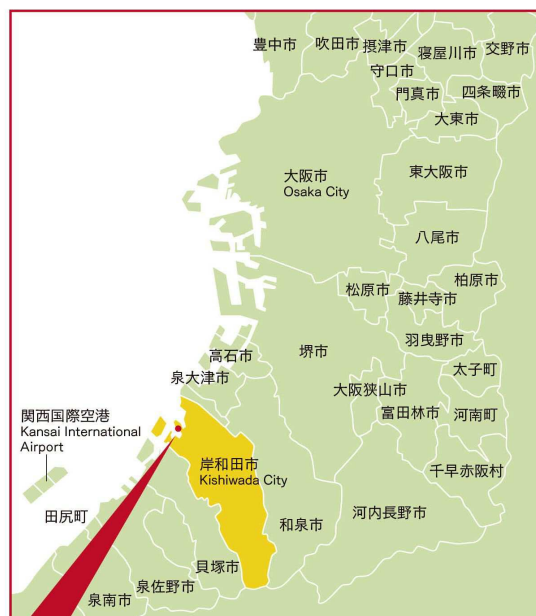 豊中市
吹田市
摂津市
寝屋川市
交野市
守口市
門真市
四条畷市
大東市
大阪市
Osaka City
東大阪市
八尾市
柏原市
松原市
藤井寺市
羽曳野市
堺市
高石市
泉大津市
太子町
大阪狭山市
富田林市
河南町
関西国際空港
Kansai International
Airport
岸和田市
Kishiwada City
千早赤阪村
田尻町
和泉市
河内長野市
貝塚市
泉佐野市
泉南市